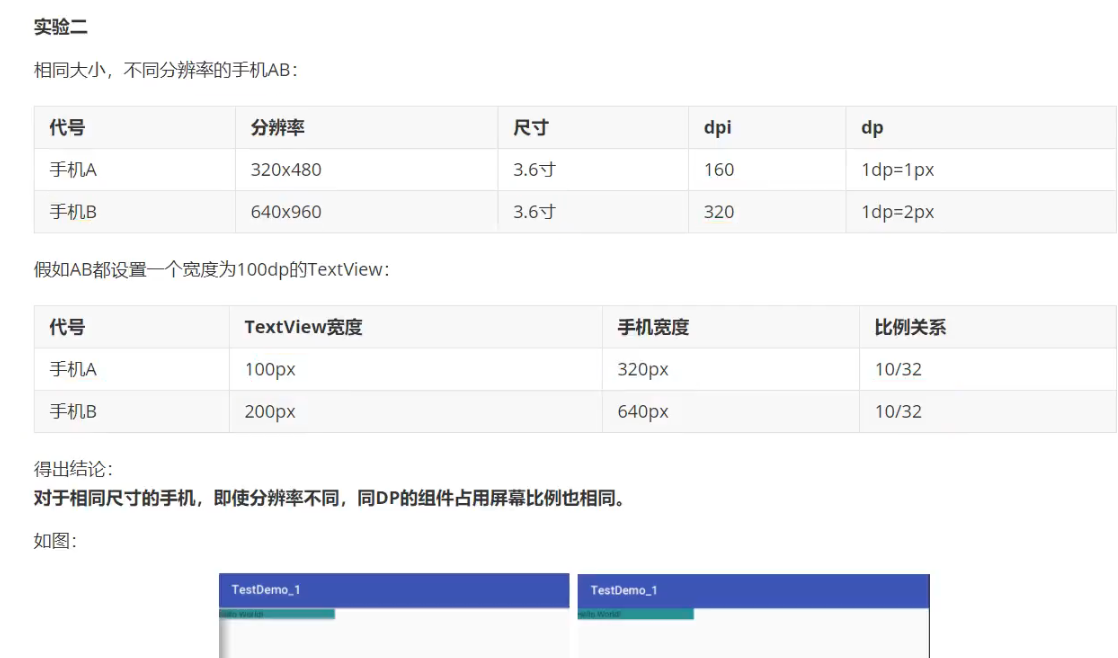 实验二
相同大小，不同分辨率的手机AB：
代号 分辨率 尺寸 dpi dp
手机A 320x480 3.6寸 160 1dp=1px
手机B 640x960 3.6寸 320 1dp=2px
假如AB都设置一个宽度为100dp的TextView：
代号 TextView宽度 手机宽度 比例关系
手机A 100px 320px 10/32
手机B 200px 640px 10/32
得出结论：
对于相同尺寸的手机，即使分辨率不同，同DP的组件占用屏幕比例也相同。
如图：
TestDemo_1 TestDemo_1
Hello World! Hello World!